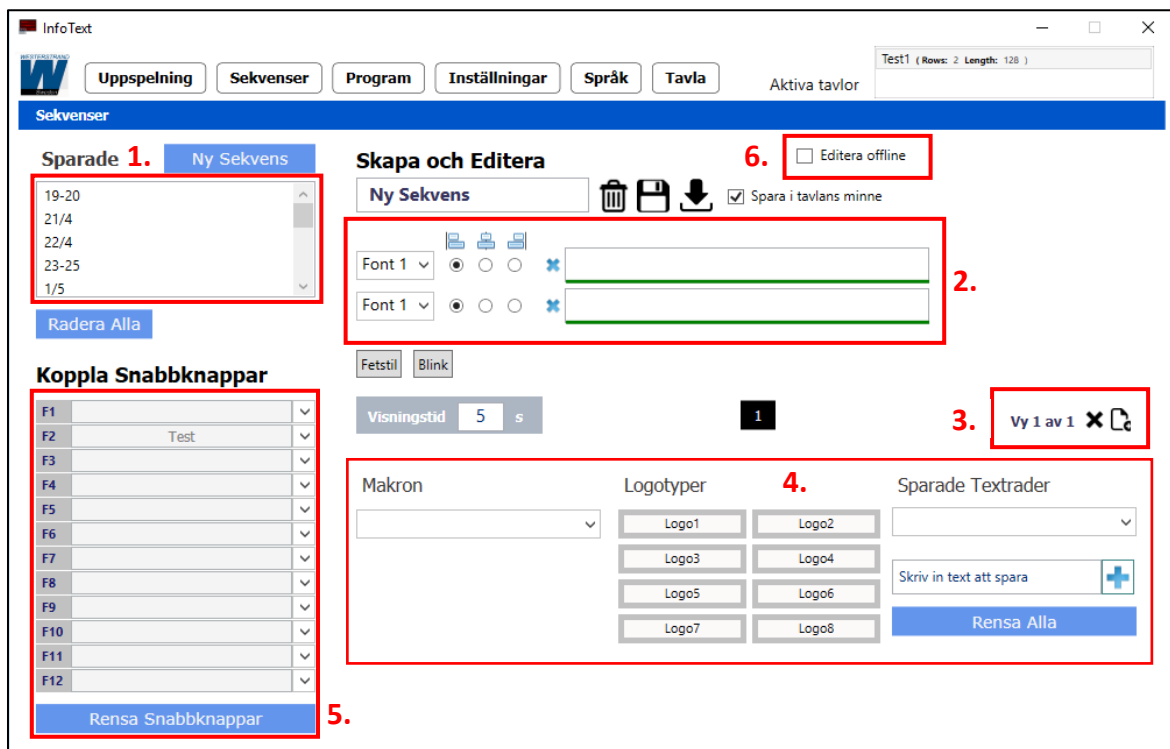 InfoText
WESTERSTRAND
W
Uppspelning Sekvenser Program Inställningar Språk Tavla
Aktiva tavlor
Test1 ( Rows: 2 Length: 128 )
Sekvenser
Sparade 1. Ny Sekvens
19-20
21/4
22/4
23-25
1/5
Radera Alla
Koppla Snabbknappar
F1
F2 Test
F3
F4
F5
F6
F7
F8
F9
F10
F11
F12
Rensa Snabbknappar 5.
Skapa och Editera
6. Editera offline
Ny Sekvens
Spara i tavlans minne
Font 1
Font 1
2.
Fetstil Blink
Visningstid 5 s
1
3. Vy 1 av 1
4.
Makron
Logotyper
Logo1 Logo2
Logo3 Logo4
Logo5 Logo6
Logo7 Logo8
Sparade Textrader
Skriv in text att spara
Rensa Alla